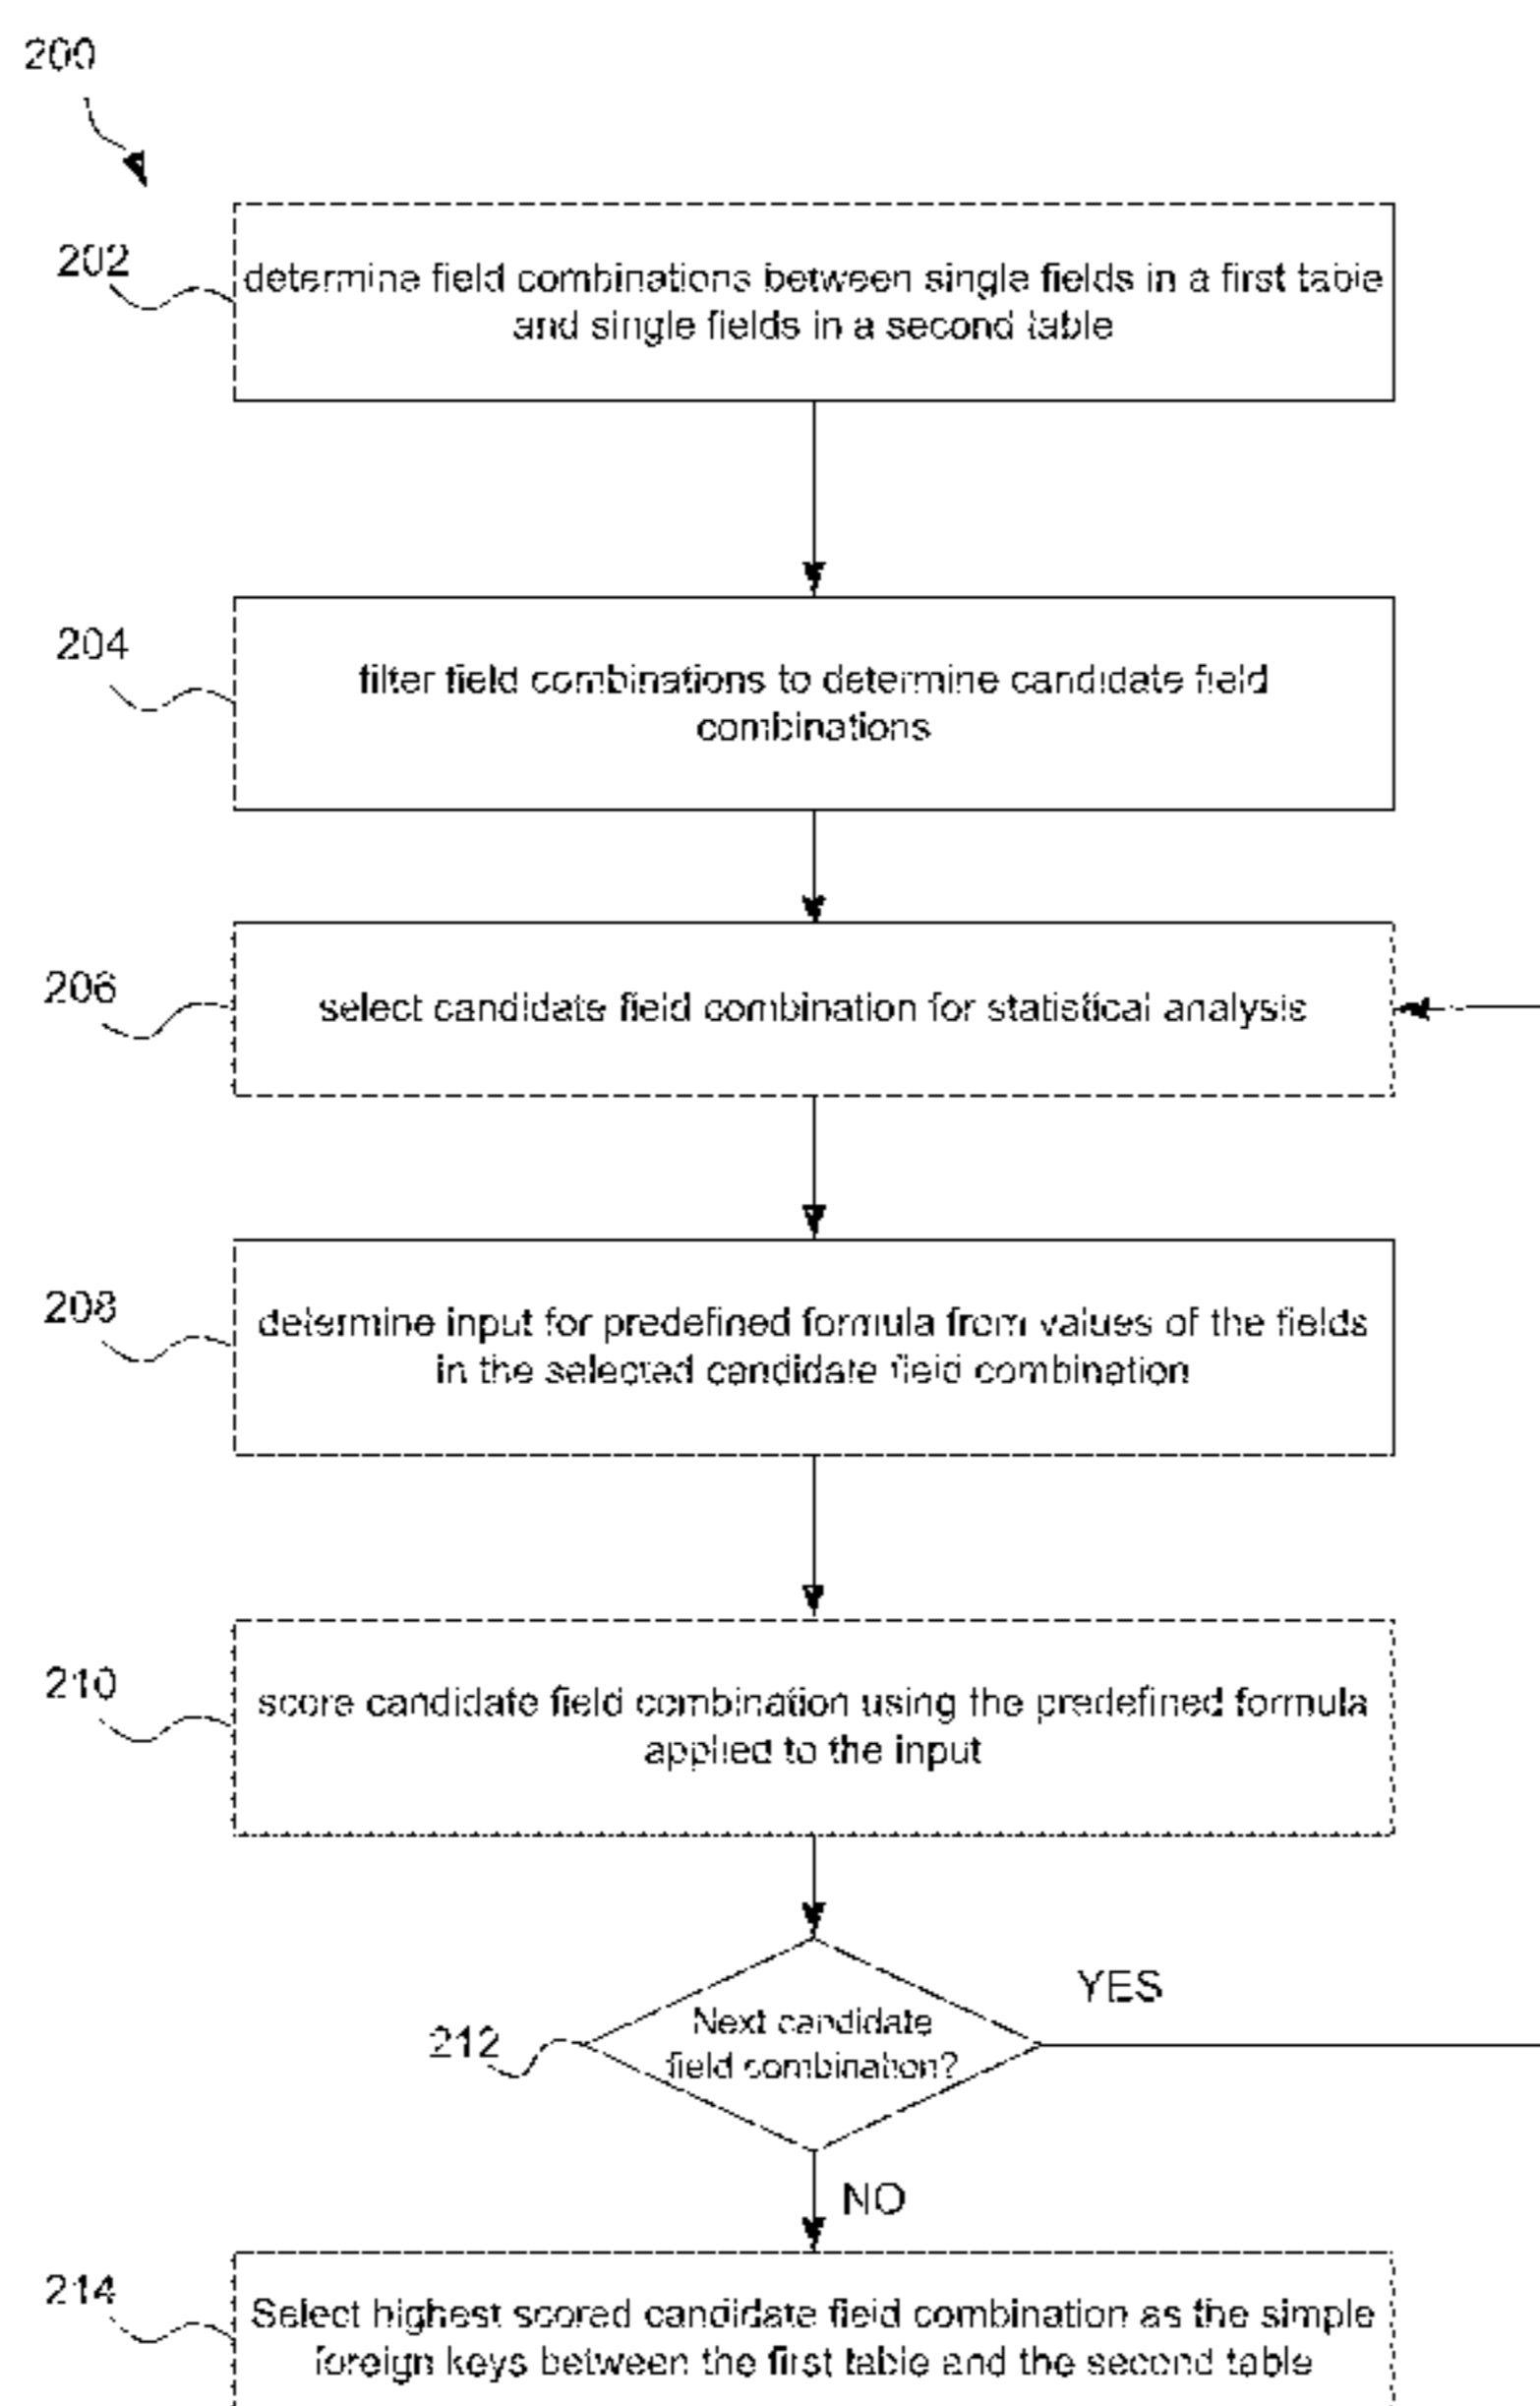 200
202
determine field combinations between single fields in a first table
and single fields in a second table
204
filter field combinations to determine candidate field
combinations
206
select candidate field combination for statistical analysis
208
determine input for predefined formula from values of the fields
in the selected candidate field combination
210
score candidate field combination using the predefined formula
applied to the input
YES
212
Next candidate
field combination?
NO
214
Select highest scored candidate field combination as the simple
foreign keys between the first table and the second table